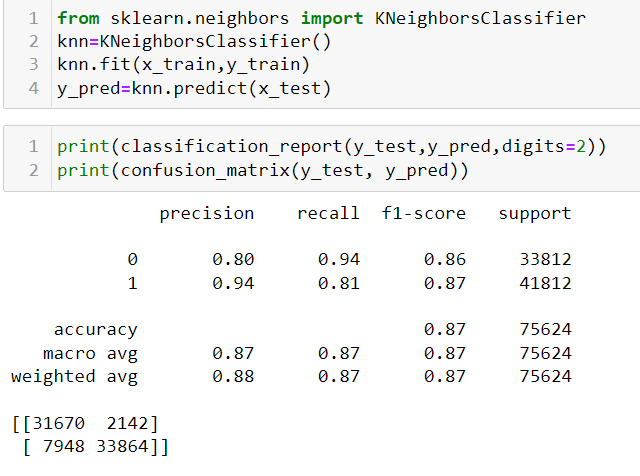 1 from sklearn.neighbors import KNeighborsClassifier
2 knn=KNeighborsClassifier()
3 knn.fit(x_train,y_train)
4 y_pred=knn.predict(x_test)
1 print(classification_report(y_test,y_pred,digits=2))
2 print(confusion_matrix(y_test, y_pred))
precision recall f1-score support
0 0.80 0.94 0.86 33812
1 0.94 0.81 0.87 41812
accuracy 0.87 75624
macro avg 0.87 0.87 0.87 75624
weighted avg 0.88 0.87 0.87 75624
[[31670 2142]
[ 7948 33864]]